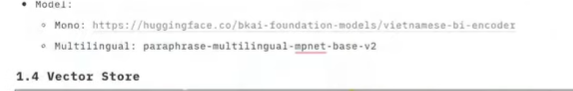 • Model:
◦ Mono: https://huggingface.co/bkai-foundation-models/vietnamese-bi-encoder
◦ Multilingual: paraphrase-multilingual-mpnet-base-v2
1.4 Vector Store